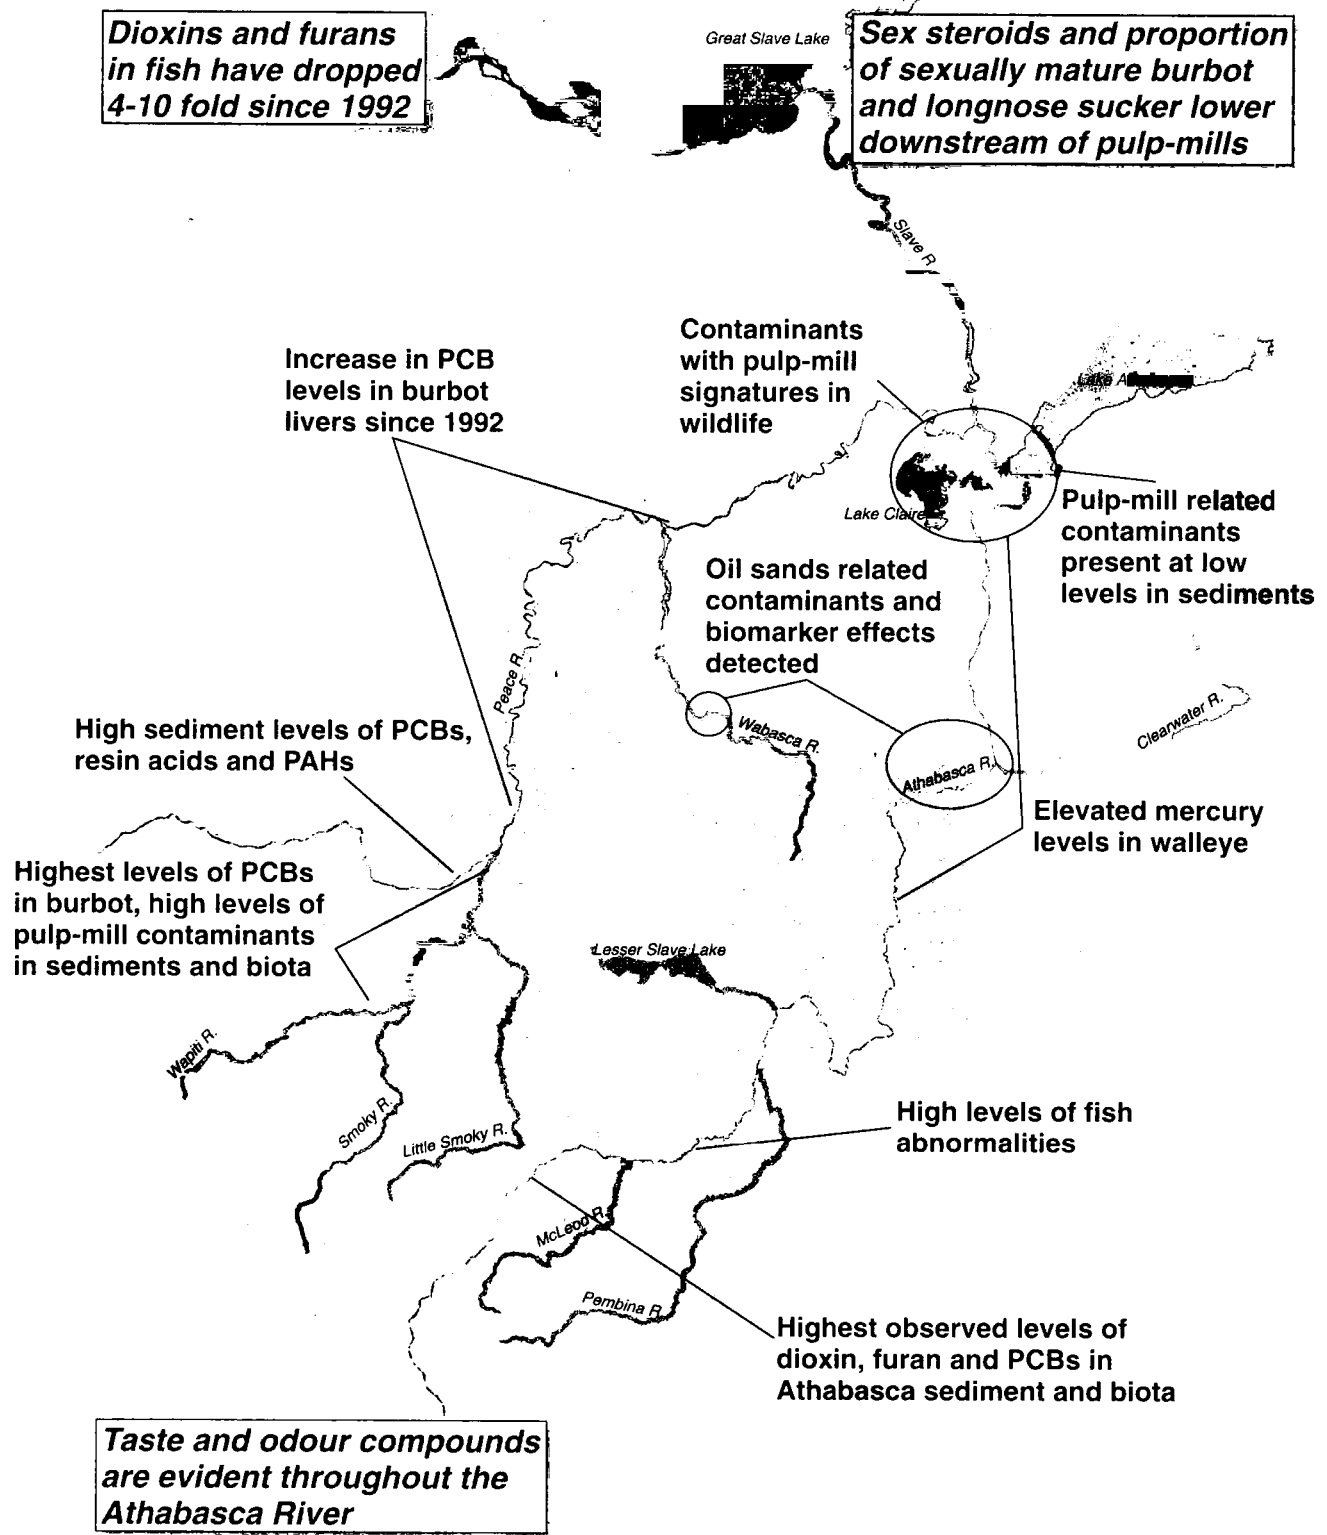 Dioxins and furans
in fish have dropped
4-10 fold since 1992
Great Slave Lake
Sex steroids and proportion
of sexually mature burbot
and longnose sucker lower
downstream of pulp-mills
Slave R.
Increase in PCB
levels in burbot
livers since 1992
Contaminants
with pulp-mill
signatures in
wildlife
Lake
Lake Claire
Pulp-mill related
contaminants
present at low
levels in sediments
Oil sands related
contaminants and
biomarker effects
detected
Peace R.
Wabasca R.
Clearwater R.
Athabasca R.
High sediment levels of PCBs,
resin acids and PAHs
Elevated mercury
levels in walleye
Highest levels of PCBs
in burbot, high levels of
pulp-mill contaminants
in sediments and biota
Lesser Slave Lake
Wapiti R.
Smoky R.
Little Smoky R.
High levels of fish
abnormalities
McLeod R.
Pembina R.
Highest observed levels of
dioxin, furan and PCBs in
Athabasca sediment and biota
Taste and odour compounds
are evident throughout the
Athabasca River